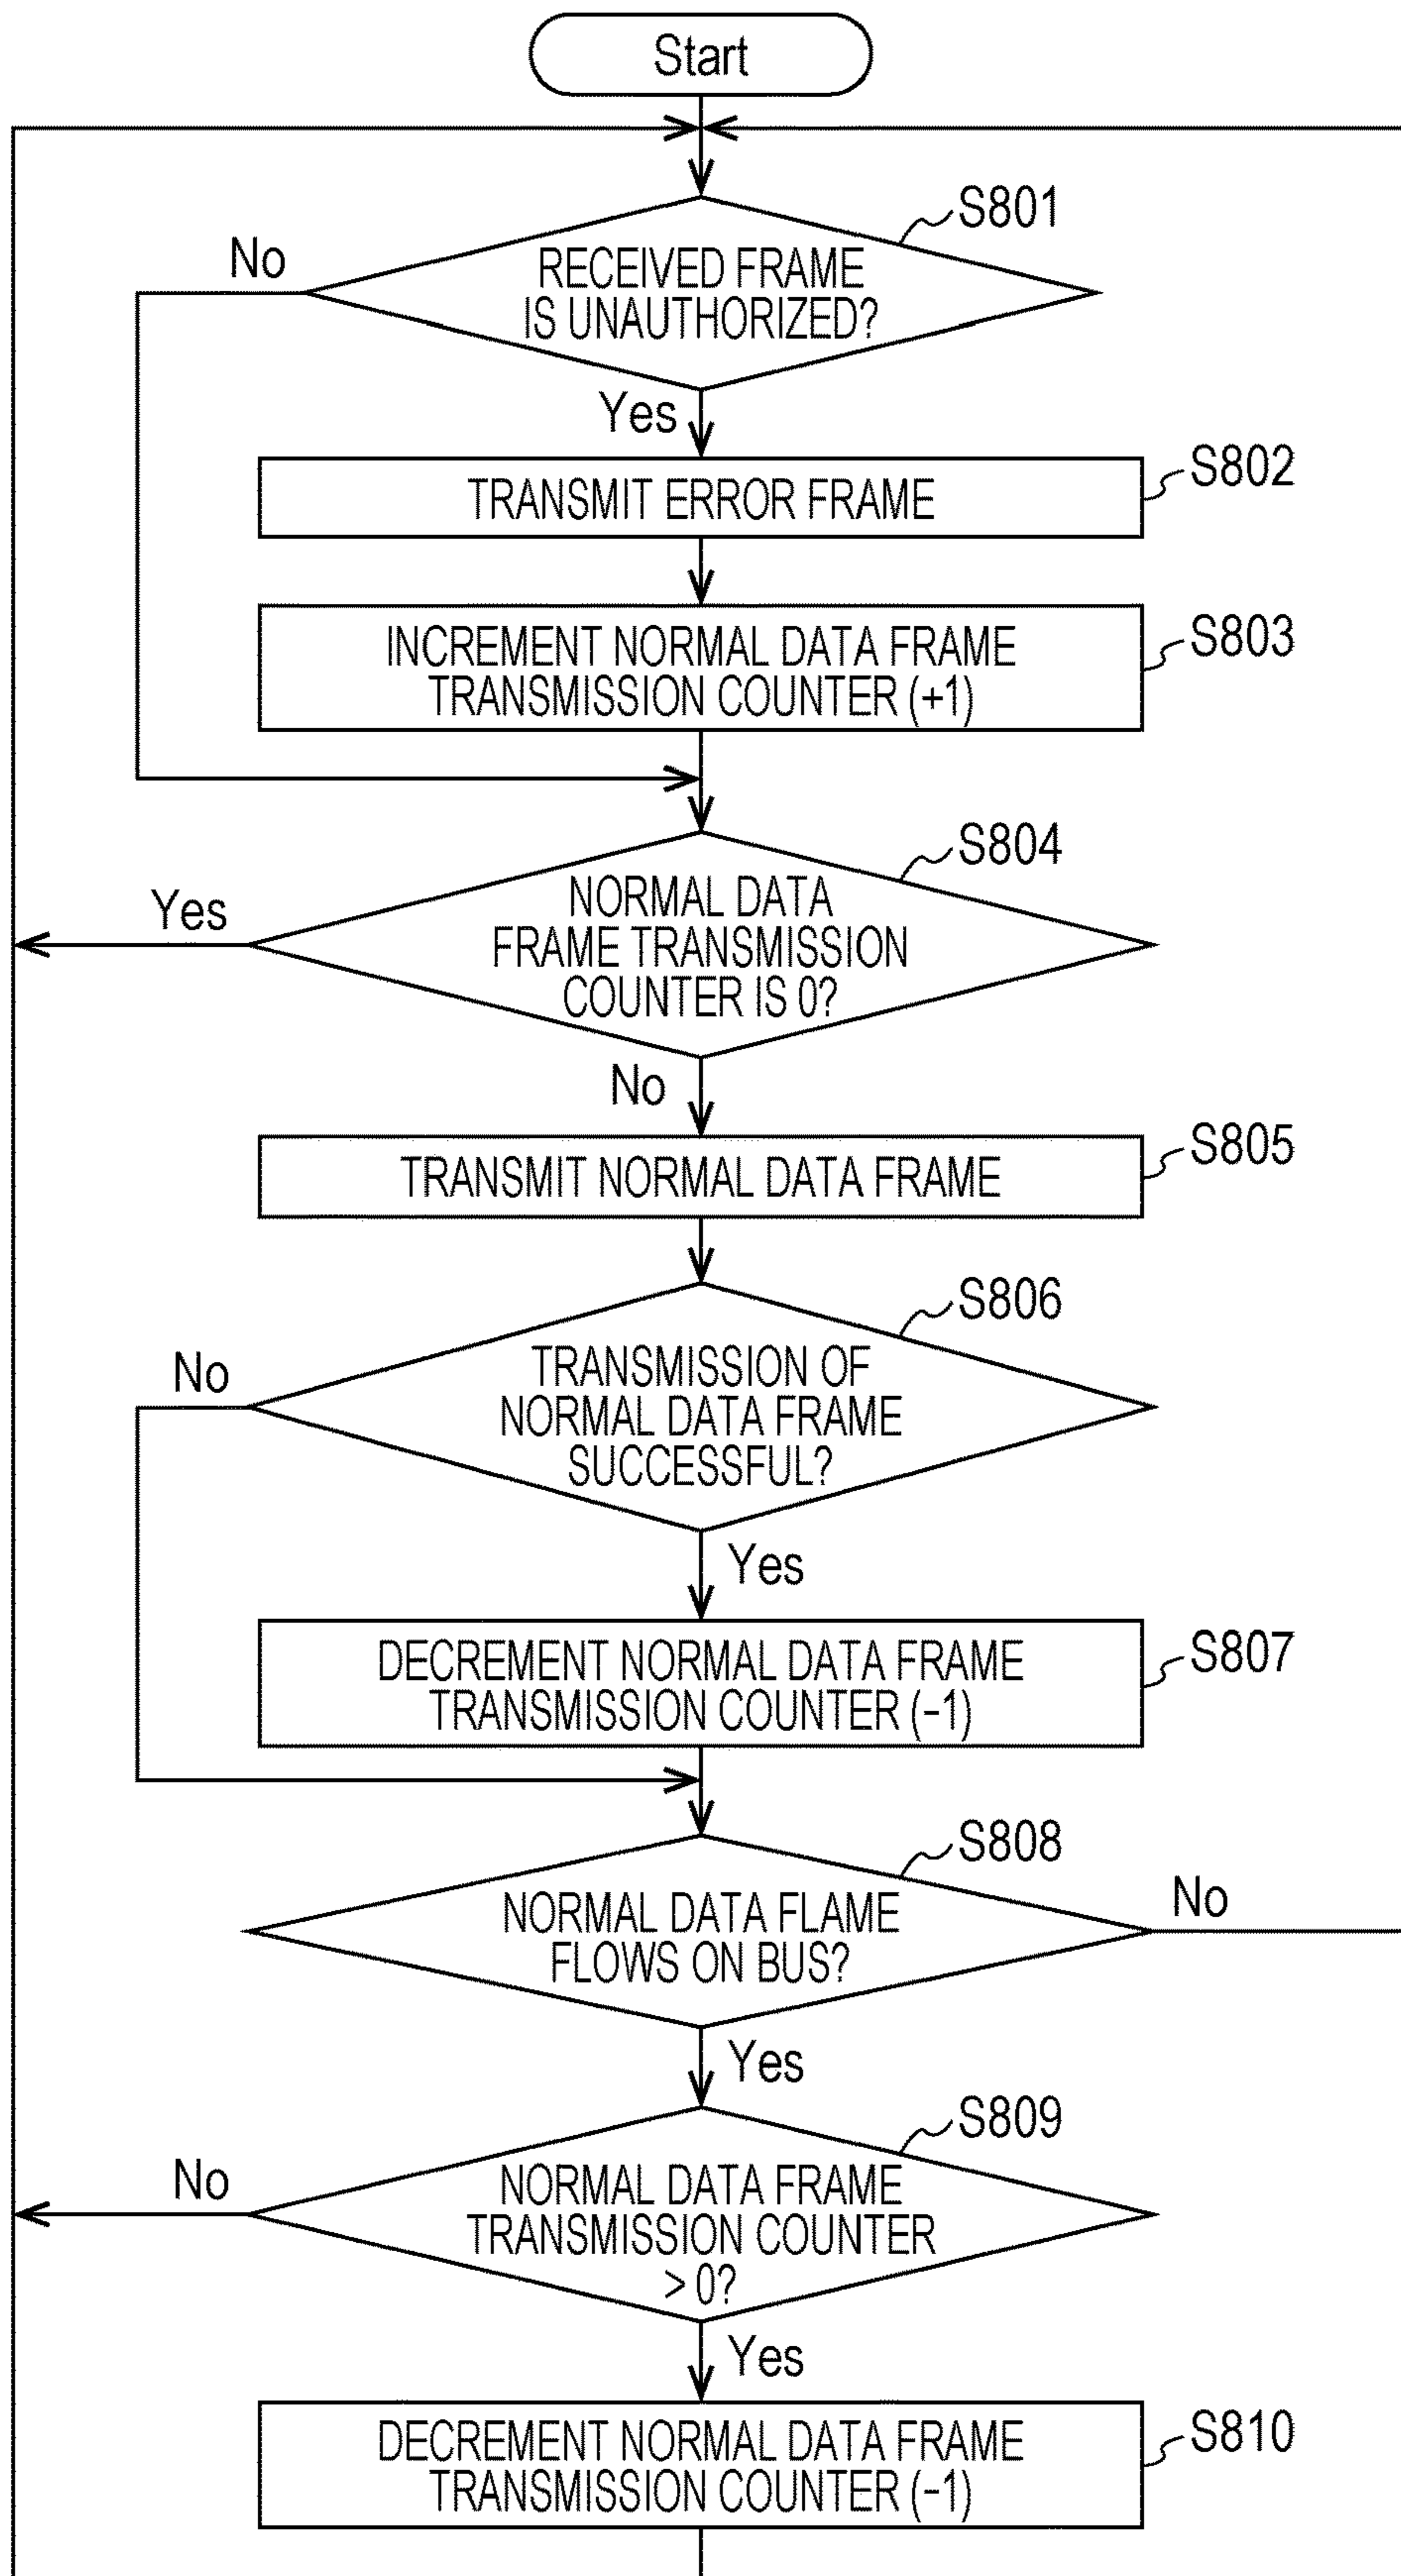 Start
S801
No
RECEIVED FRAME
IS UNAUTHORIZED?
Yes
S802
TRANSMIT ERROR FRAME
S803
INCREMENT NORMAL DATA FRAME
TRANSMISSION COUNTER (+1)
S804
Yes
NORMAL DATA
FRAME TRANSMISSION
COUNTER IS 0?
No
S805
TRANSMIT NORMAL DATA FRAME
S806
No
TRANSMISSION OF
NORMAL DATA FRAME
SUCCESSFUL?
Yes
S807
DECREMENT NORMAL DATA FRAME
TRANSMISSION COUNTER (−1)
S808
No
NORMAL DATA FLAME
FLOWS ON BUS?
Yes
S809
No
NORMAL DATA FRAME
TRANSMISSION COUNTER
> 0?
Yes
S810
DECREMENT NORMAL DATA FRAME
TRANSMISSION COUNTER (−1)